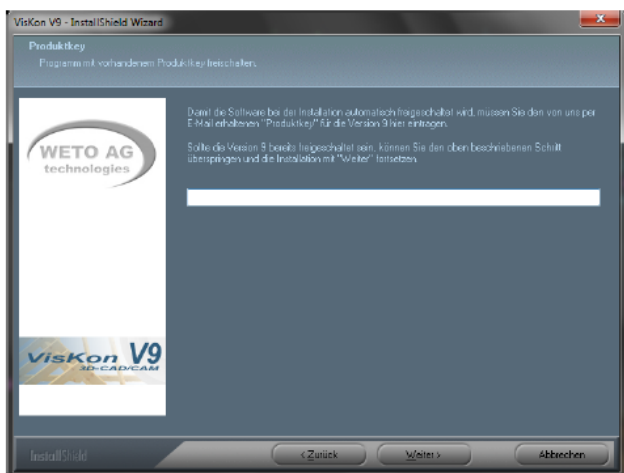 VisKon V9 - InstallShield Wizard
Produktkey
Programm mit vorhandenem Produktkey freischalten.
Damit die Software bei der Installation automatisch freigeschaltet wird, müssen Sie den von uns per
E-Mail erhaltenen "Produktkey" für die Version 9 hier eintragen.
Sollte die Version 9 bereits freigeschaltet sein, können Sie den oben beschriebenen Schritt
überspringen und die Installation mit "Weiter" fortsetzen.
WETO AG
technologies
VisKon V9
3D-CAD/CAM
InstallShield
< Zurück
Weiter >
Abbrechen